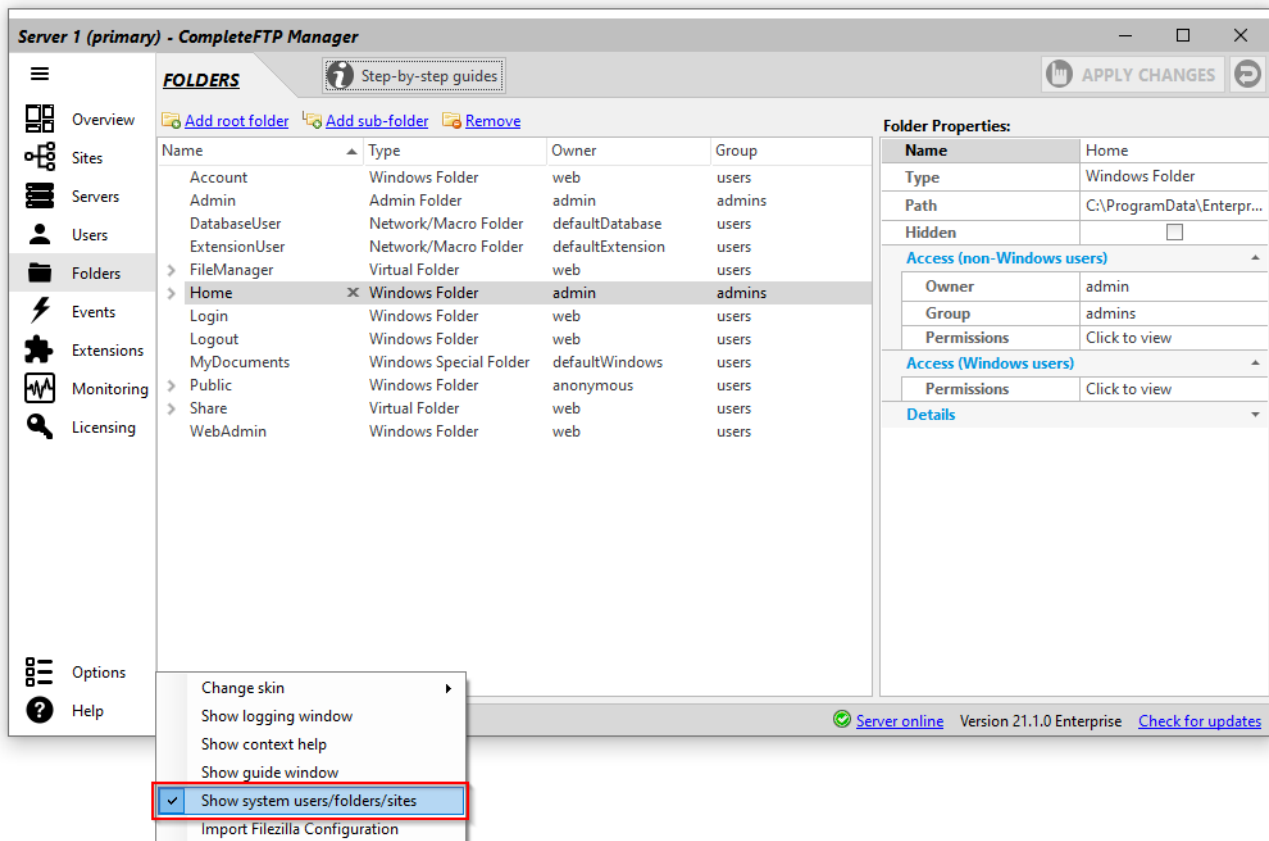 Server 1 (primary) - CompleteFTP Manager
FOLDERS
Step-by-step guides
APPLY CHANGES
Overview
Sites
Servers
Users
Folders
Events
Extensions
Monitoring
Licensing
Options
Help
Add root folder Add sub-folder Remove
Name Type Owner Group
Account Windows Folder web users
Admin Admin Folder admin admins
DatabaseUser Network/Macro Folder defaultDatabase users
ExtensionUser Network/Macro Folder defaultExtension users
FileManager Virtual Folder web users
Home Windows Folder admin admins
Login Windows Folder web users
Logout Windows Folder web users
MyDocuments Windows Special Folder defaultWindows users
Public Windows Folder anonymous users
Share Virtual Folder web users
WebAdmin Windows Folder web users
Folder Properties:
Name Home
Type Windows Folder
Path C:\ProgramData\Enterpr...
Hidden
Access (non-Windows users)
Owner admin
Group admins
Permissions Click to view
Access (Windows users)
Permissions Click to view
Details
Change skin
Show logging window
Show context help
Show guide window
Show system users/folders/sites
Import Filezilla Configuration
Server online Version 21.1.0 Enterprise Check for updates